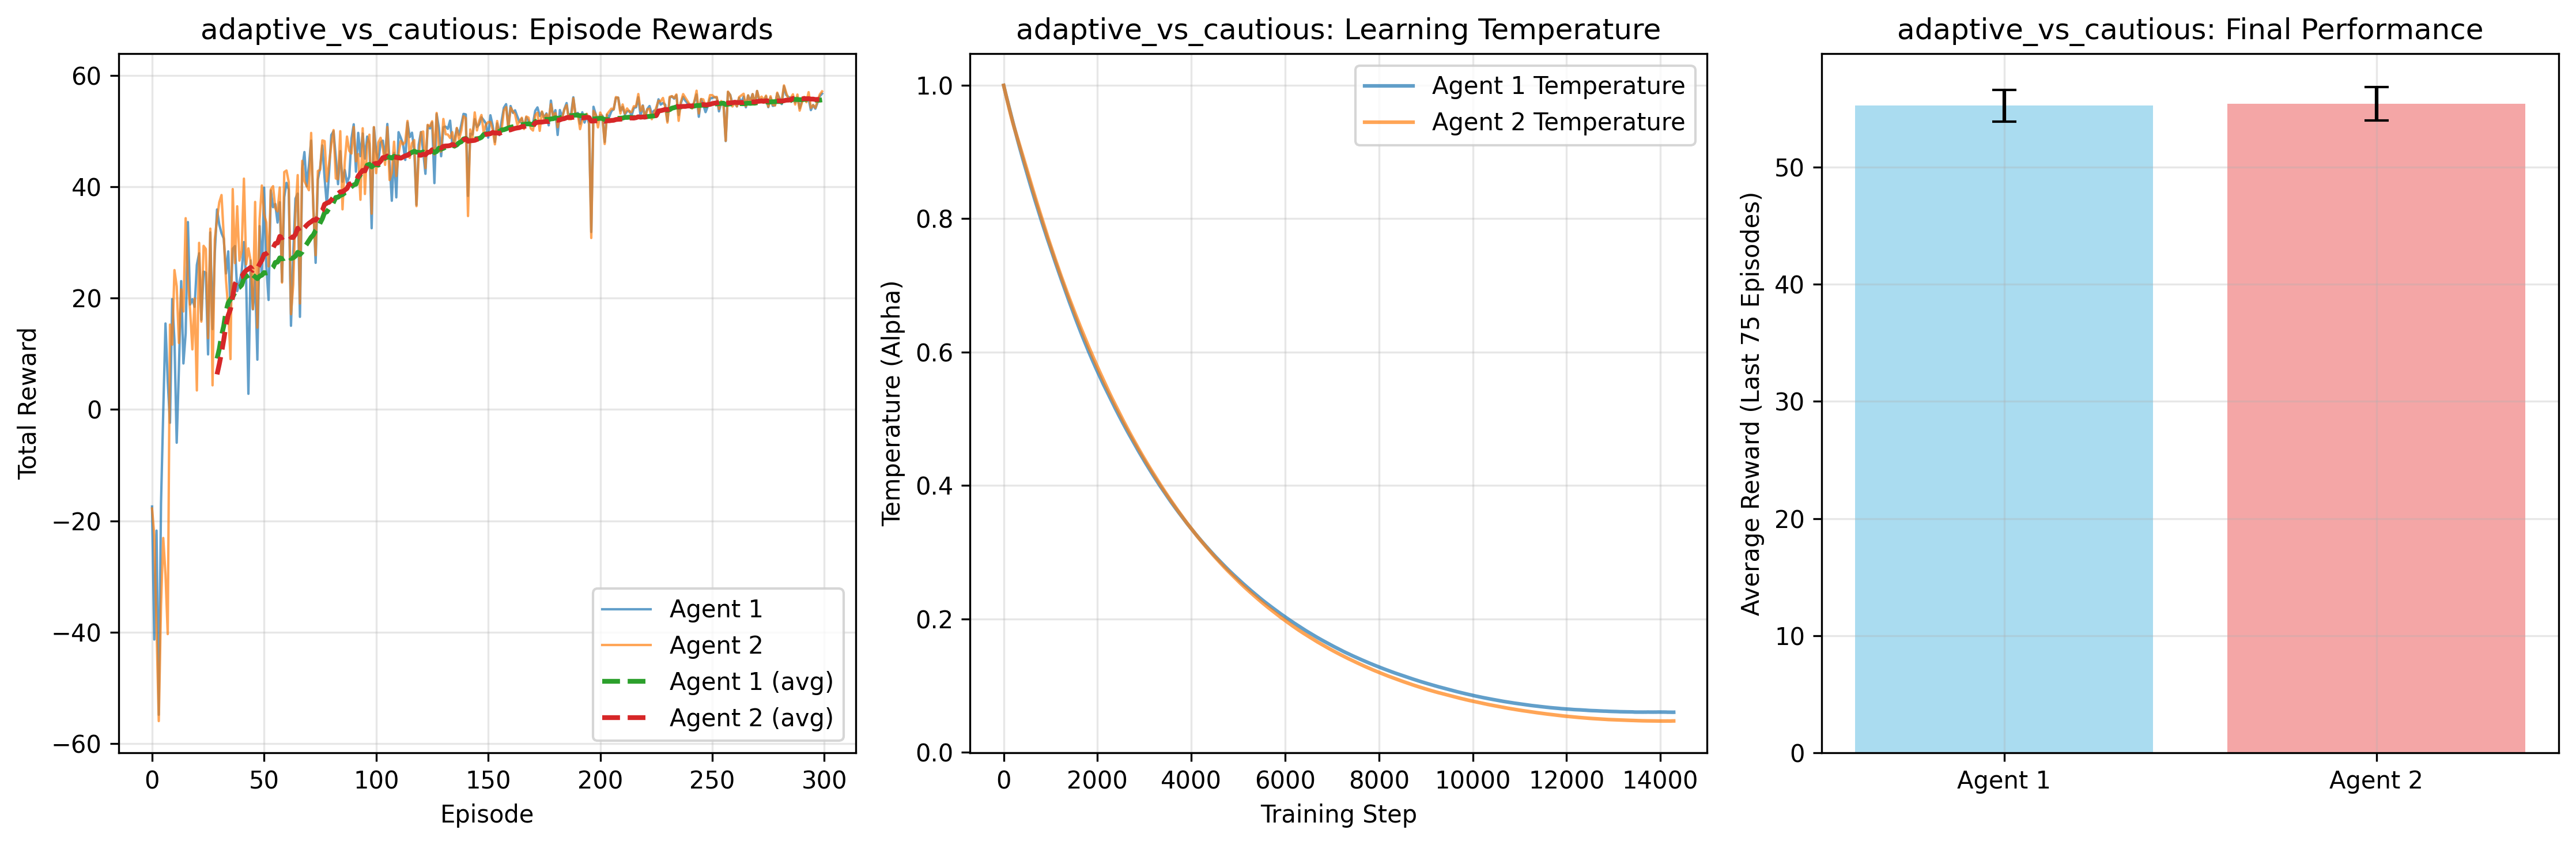 adaptive_vs_cautious: Episode Rewards
60
40
20
0
−20
−40
−60
Total Reward
0 50 100 150 200 250 300
Episode
Agent 1
Agent 2
Agent 1 (avg)
Agent 2 (avg)
adaptive_vs_cautious: Learning Temperature
1.0
0.8
0.6
0.4
0.2
0.0
Temperature (Alpha)
0 2000 4000 6000 8000 10000 12000 14000
Training Step
Agent 1 Temperature
Agent 2 Temperature
adaptive_vs_cautious: Final Performance
50
40
30
20
10
0
Average Reward (Last 75 Episodes)
Agent 1 Agent 2